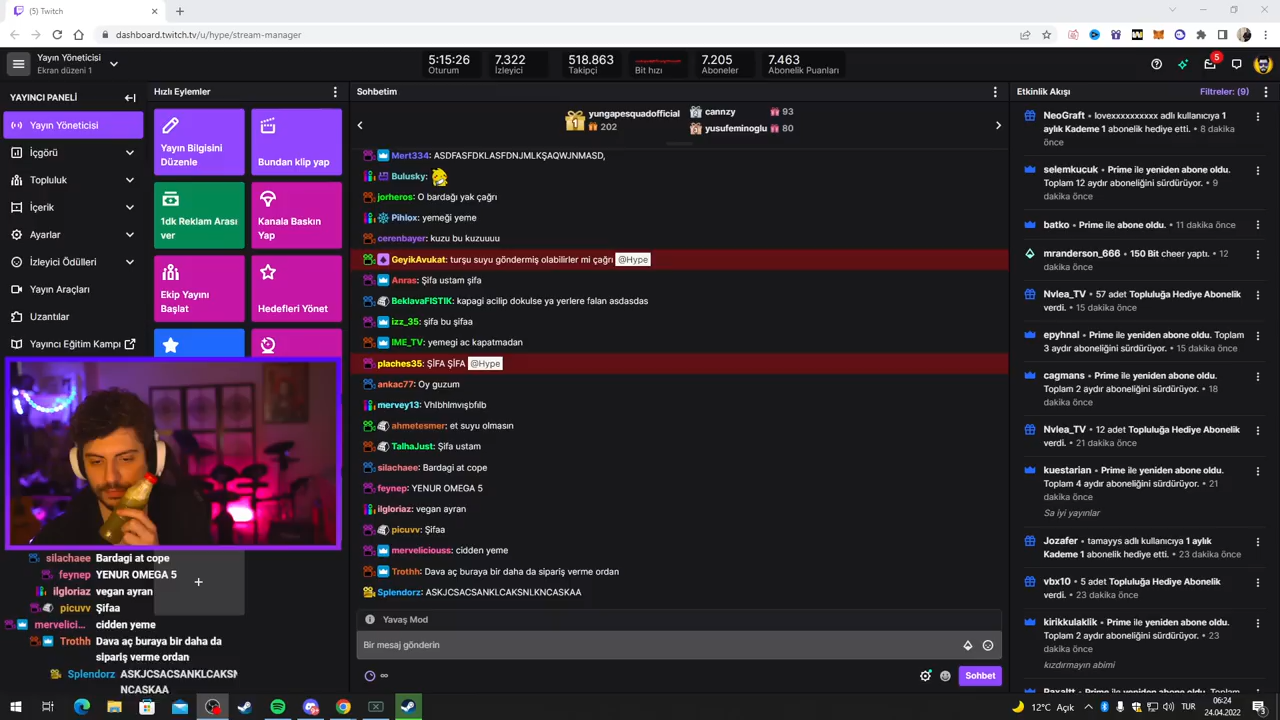 (5) Twitch
dashboard.twitch.tv/u/hype/stream-manager
Yayın Yöneticisi
Ekran düzeni 1
5:15:26
Oturum
7.322
İzleyici
518.863
Takipçi
Bit hızı
7.205
Aboneler
7.463
Abonelik Puanları
5
YAYINCI PANELİ
Yayın Yöneticisi
İçgörü
Topluluk
İçerik
Ayarlar
İzleyici Ödülleri
Yayın Araçları
Uzantılar
Yayıncı Eğitim Kampı
Hızlı Eylemler
Yayın Bilgisini
Düzenle
Bundan klip yap
1dk Reklam Arası
ver
Kanala Baskın
Yap
Ekip Yayını
Başlat
Hedefleri Yönet
silachaee Bardagi at cope
feynep YENUR OMEGA 5
ilgloriaz vegan ayran
picuvv Şifaa
mervelici... cidden yeme
Trothh Dava aç buraya bir daha da
sipariş verme ordan
Splendorz ASKJCSACSANKLCAKSN
NCASKAA
Sohbetim
1 yungapesquadofficial
202
2 cannzy 93
3 yusufeminoglu 80
Mert334: ASDFASFDKLASFDNJMLKŞAQWJNMASD,
Bulusky:
jorheros: O bardağı yak çağrı
Pihlox: yemeği yeme
cerenbayer: kuzu bu kuzuuuu
GeyikAvukat: turşu suyu göndermiş olabilirler mi çağrı @Hype
Anras: Şifa ustam şifa
BeklavaFISTIK: kapagi acilip dokulse ya yerlere falan asdasdas
izz_35: şifa bu şifaa
IME_TV: yemegi ac kapatmadan
plaches35: ŞİFA ŞİFA @Hype
ankac77: Oy guzum
mervey13: Vhlbhlmvışbfılb
ahmetesmer: et suyu olmasın
TalhaJust: Şifa ustam
silachaee: Bardagi at cope
feynep: YENUR OMEGA 5
ilgloriaz: vegan ayran
picuvv: Şifaa
merveliciouss: cidden yeme
Trothh: Dava aç buraya bir daha da sipariş verme ordan
Splendorz: ASKJCSACSANKLCAKSNLKNCASKAA
Yavaş Mod
Bir mesaj gönderin
∞
Sohbet
Etkinlik Akışı
Filtreler: (9)
NeoGraft • lovexxxxxxxxxx adlı kullanıcıya 1
aylık Kademe 1 abonelik hediye etti. • 8 dakika
önce
selemkucuk • Prime ile yeniden abone oldu.
Toplam 12 aydır aboneliğini sürdürüyor. • 9
dakika önce
batko • Prime ile abone oldu. • 11 dakika önce
mranderson_666 • 150 Bit cheer yaptı. • 12
dakika önce
Nvlea_TV • 57 adet Topluluğa Hediye Abonelik
verdi. • 15 dakika önce
epyhnal • Prime ile yeniden abone oldu. Toplam
3 aydır aboneliğini sürdürüyor. • 15 dakika önce
cagmans • Prime ile yeniden abone oldu.
Toplam 2 aydır aboneliğini sürdürüyor. • 18
dakika önce
Nvlea_TV • 12 adet Topluluğa Hediye Abonelik
verdi. • 21 dakika önce
kuestarian • Prime ile yeniden abone oldu.
Toplam 4 aydır aboneliğini sürdürüyor. • 21
dakika önce
Sa iyi yayınlar
Jozafer • tamayys adlı kullanıcıya 1 aylık
Kademe 1 abonelik hediye etti. • 23 dakika önce
vbx10 • 5 adet Topluluğa Hediye Abonelik
verdi. • 23 dakika önce
kirikkulaklik • Prime ile yeniden abone oldu.
Toplam 2 aydır aboneliğini sürdürüyor. • 23
dakika önce
kızdırmayın abimi
12°C Açık
TUR
06:24
24.04.2022
3